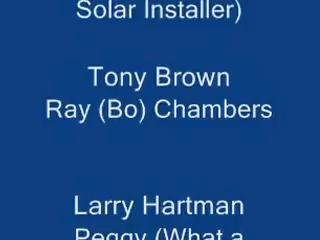 Solar Installer)
Tony Brown
Ray (Bo) Chambers
Larry Hartman
Peggy (What a